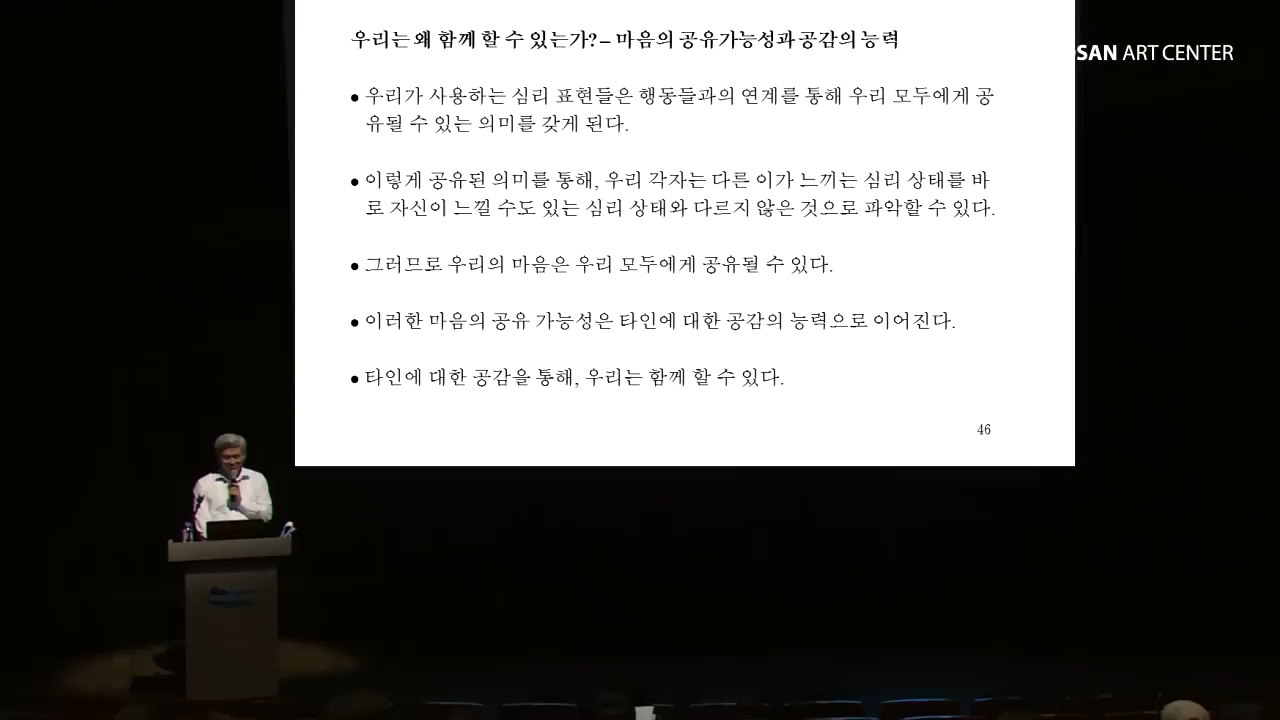 우리는 왜 함께 할 수 있는가? – 마음의 공유가능성과 공감의 능력
SAN ART CENTER
• 우리가 사용하는 심리 표현들은 행동들과의 연계를 통해 우리 모두에게 공
유될 수 있는 의미를 갖게 된다.
• 이렇게 공유된 의미를 통해, 우리 각자는 다른 이가 느끼는 심리 상태를 바
로 자신이 느낄 수도 있는 심리 상태와 다르지 않은 것으로 파악할 수 있다.
• 그러므로 우리의 마음은 우리 모두에게 공유될 수 있다.
• 이러한 마음의 공유 가능성은 타인에 대한 공감의 능력으로 이어진다.
• 타인에 대한 공감을 통해, 우리는 함께 할 수 있다.
46